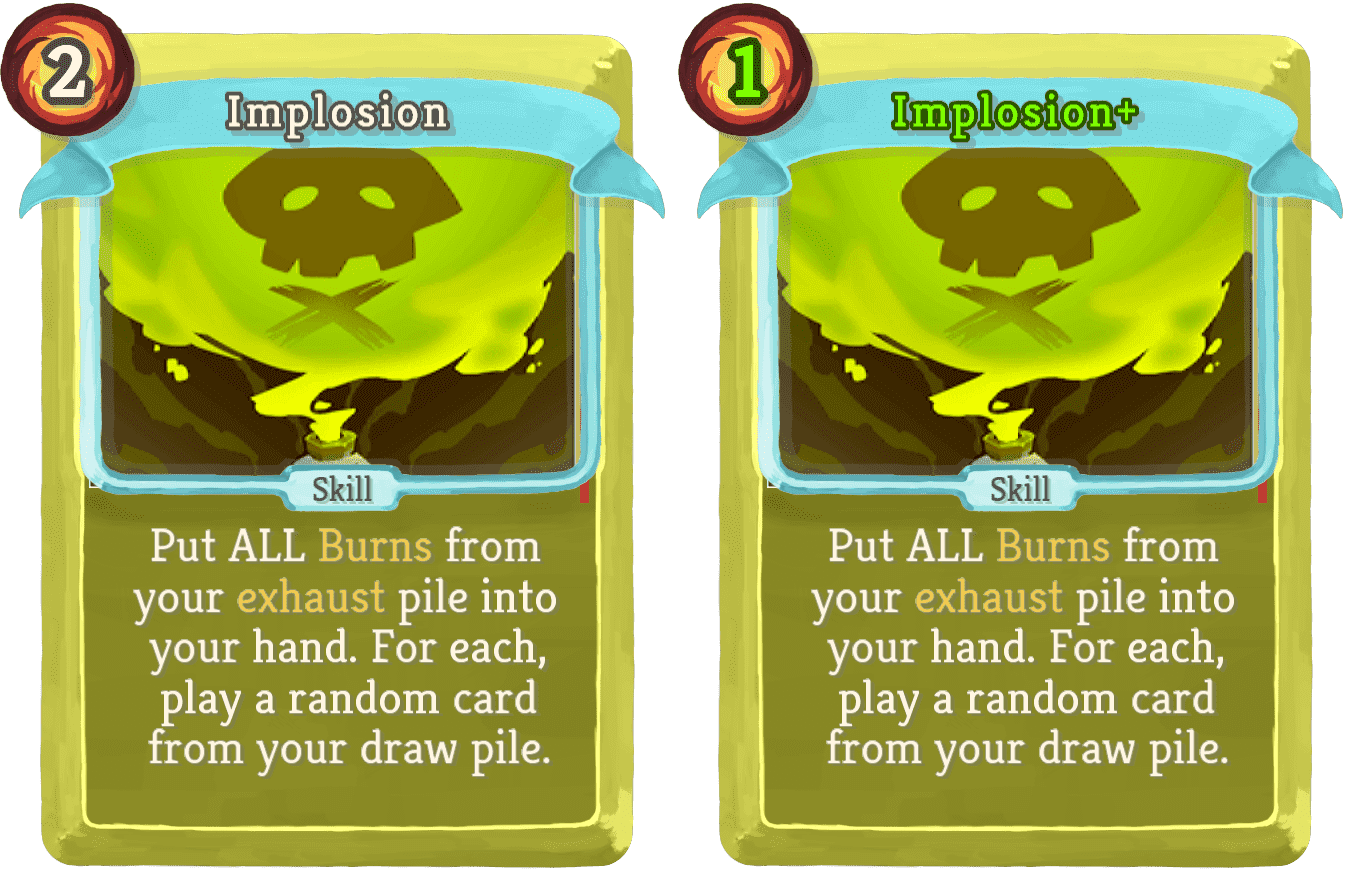 2
Implosion
Skill
Put ALL Burns from
your exhaust pile into
your hand. For each,
play a random card
from your draw pile.
1
Implosion+
Skill
Put ALL Burns from
your exhaust pile into
your hand. For each,
play a random card
from your draw pile.